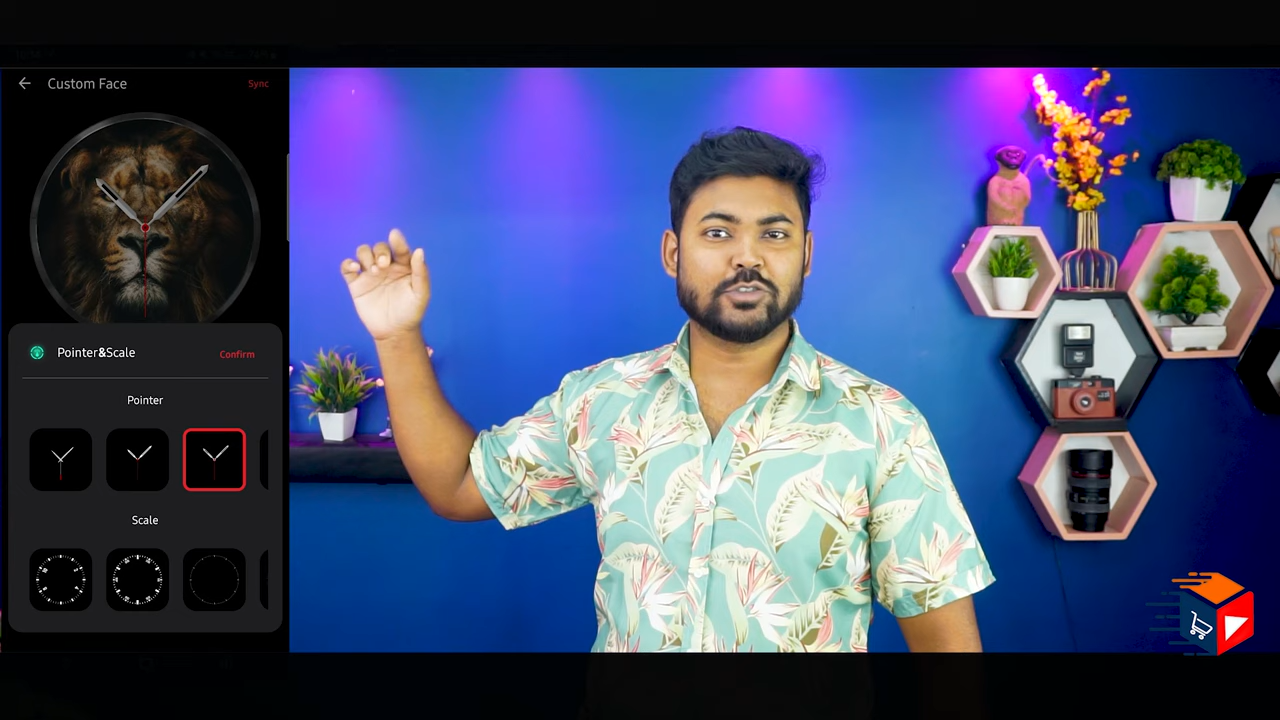 Custom Face
Sync
Pointer&Scale
Confirm
Pointer
Scale